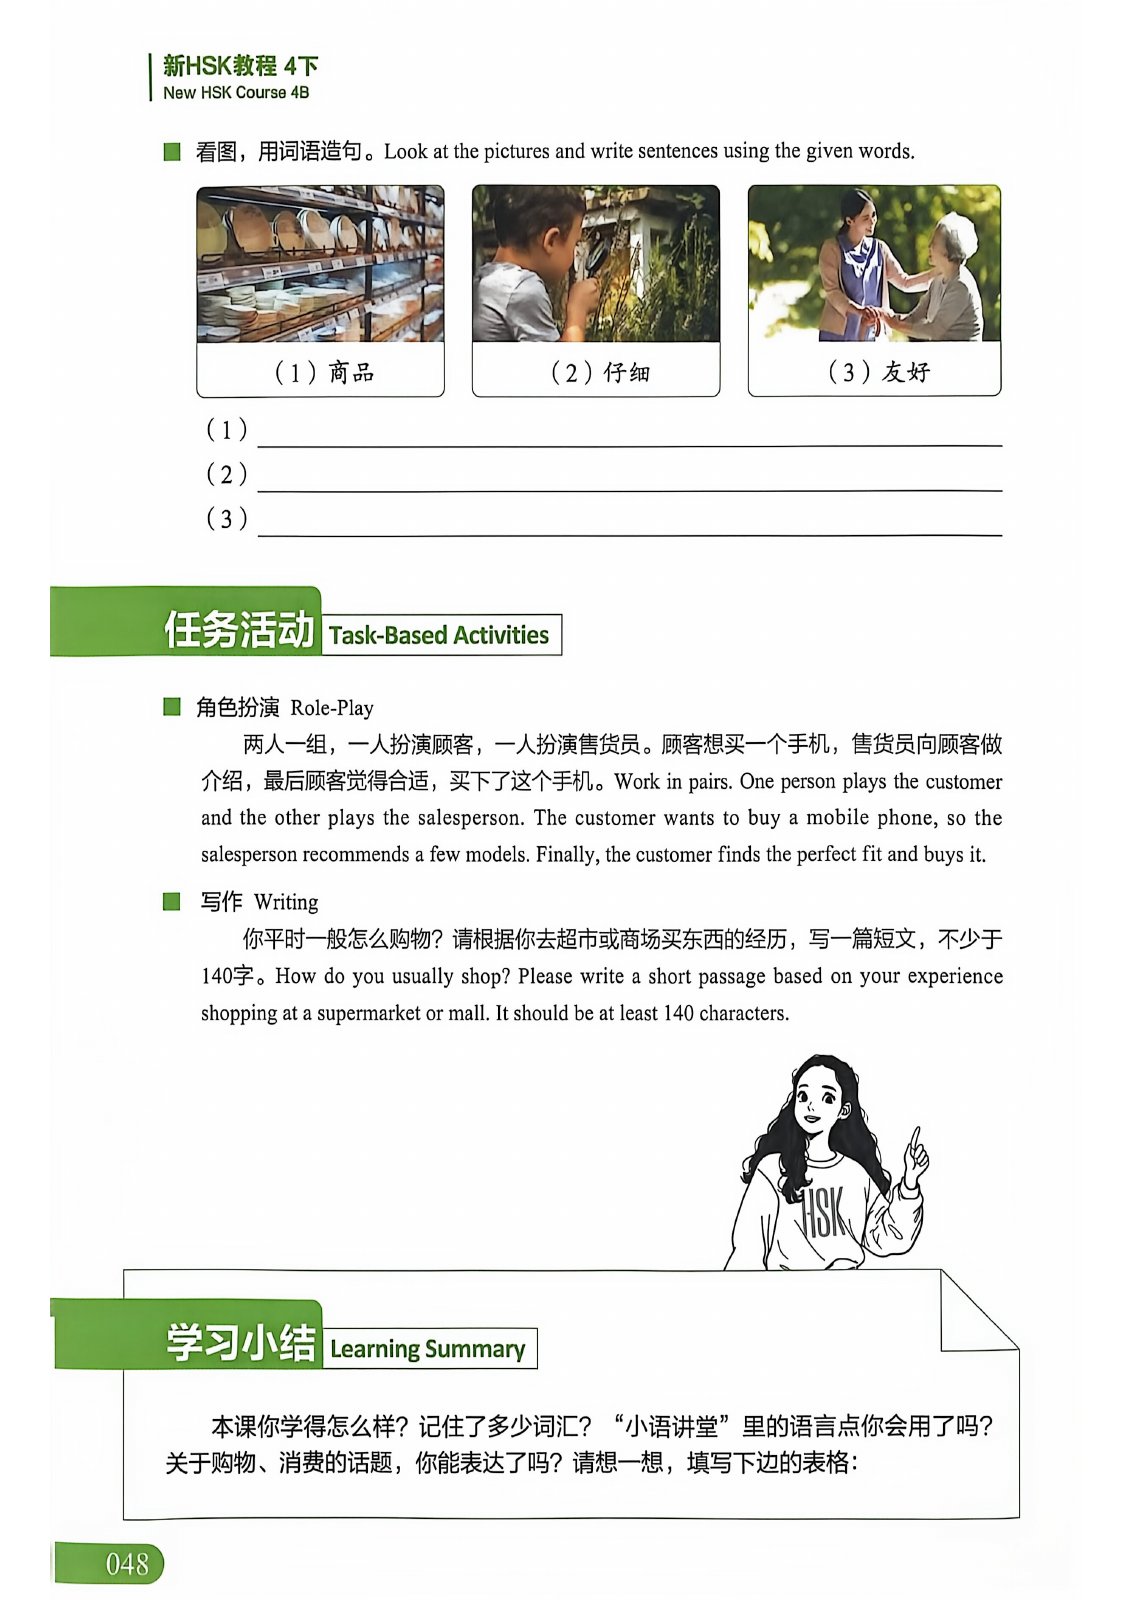 新HSK教程 4下
New HSK Course 4B
看图，用词语造句。Look at the pictures and write sentences using the given words.
（1）商品
（2）仔细
（3）友好
（1）
（2）
（3）
任务活动 Task-Based Activities
角色扮演 Role-Play
两人一组，一人扮演顾客，一人扮演售货员。顾客想买一个手机，售货员向顾客做
介绍，最后顾客觉得合适，买下了这个手机。Work in pairs. One person plays the customer
and the other plays the salesperson. The customer wants to buy a mobile phone, so the
salesperson recommends a few models. Finally, the customer finds the perfect fit and buys it.
写作 Writing
你平时一般怎么购物？请根据你去超市或商场买东西的经历，写一篇短文，不少于
140字。How do you usually shop? Please write a short passage based on your experience
shopping at a supermarket or mall. It should be at least 140 characters.
HSK
学习小结 Learning Summary
本课你学得怎么样？记住了多少词汇？“小语讲堂”里的语言点你会用了吗？
关于购物、消费的话题，你能表达了吗？请想一想，填写下边的表格：
048